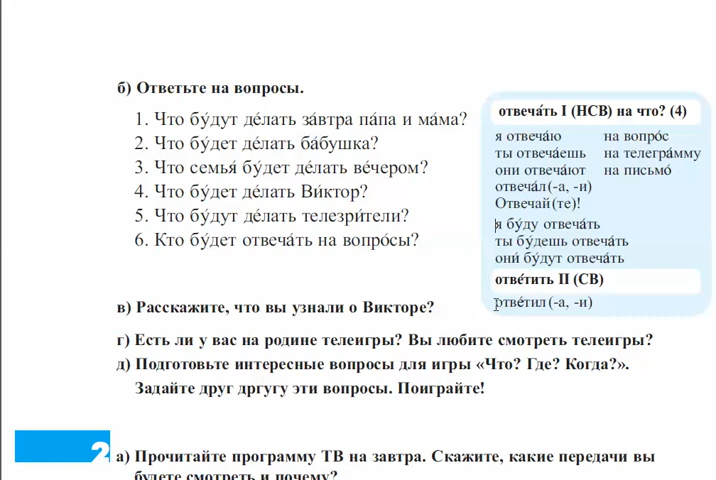 б) Ответьте на вопросы.
1. Что бу́дут де́лать за́втра па́па и ма́ма?
2. Что бу́дет де́лать ба́бушка?
3. Что семья́ бу́дет де́лать ве́чером?
4. Что бу́дет де́лать Ви́ктор?
5. Что бу́дут де́лать телезри́тели?
6. Кто бу́дет отвеча́ть на вопро́сы?
отвеча́ть I (НСВ) на что? (4)
я отвеча́ю на вопро́с
ты отвеча́ешь на телегра́мму
они отвеча́ют на письмо́
отвеча́л (-а, -и)
Отвечай (те)!
я бу́ду отвеча́ть
ты бу́дешь отвеча́ть
они́ бу́дут отвеча́ть
отве́тить II (СВ)
отве́тил (-а, -и)
в) Расскажите, что вы узнали о Викторе?
г) Есть ли у вас на родине телеигры? Вы любите смотреть телеигры?
д) Подготовьте интересные вопросы для игры «Что? Где? Когда?».
Задайте друг дргугу эти вопросы. Поиграйте!
2
а) Прочитайте программу ТВ на завтра. Скажите, какие передачи вы
будете смотреть и почему?